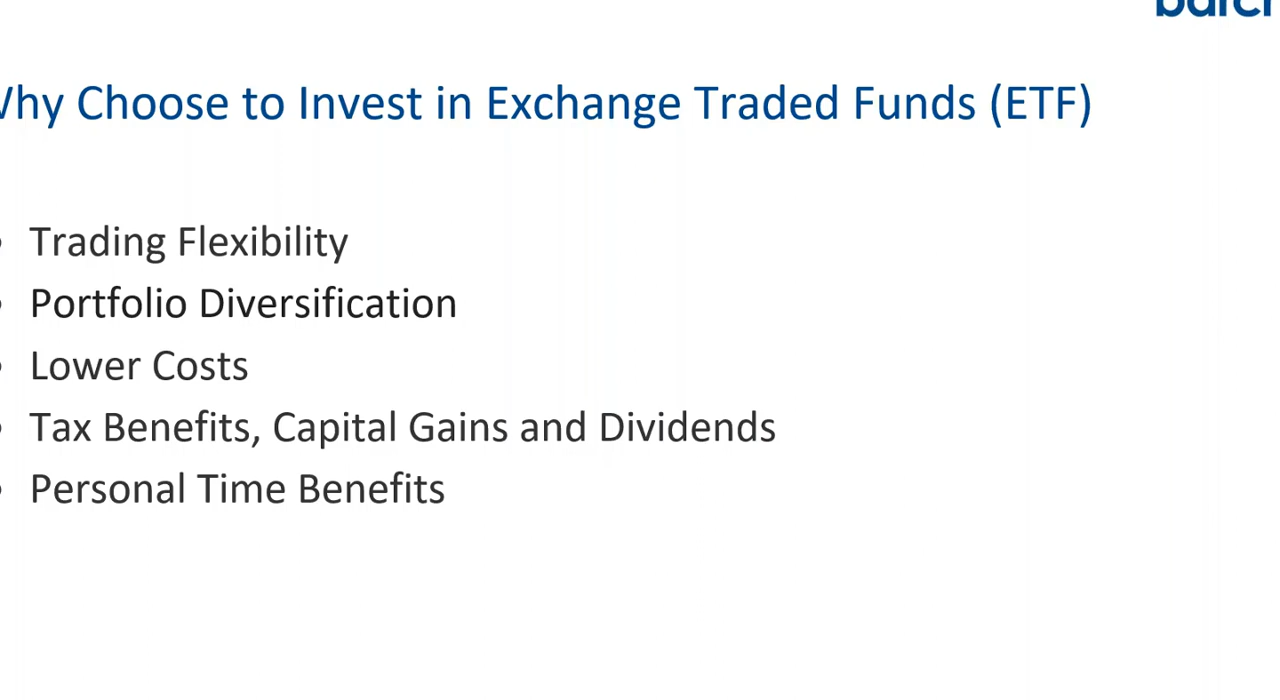 Why Choose to Invest in Exchange Traded Funds (ETF)
• Trading Flexibility
• Portfolio Diversification
• Lower Costs
• Tax Benefits, Capital Gains and Dividends
• Personal Time Benefits